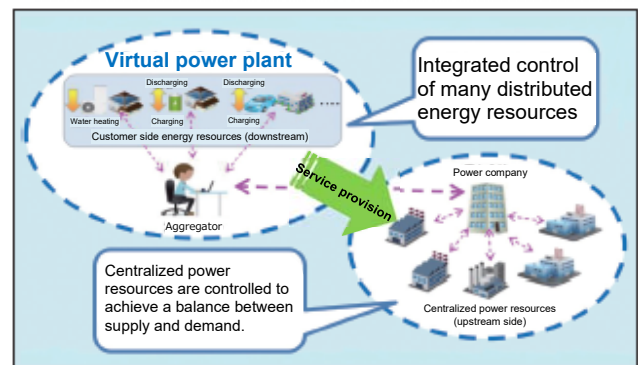 Virtual power plant
Discharging
Discharging
Water heating
Charging
Charging
Customer side energy resources (downstream)
Aggregator
Integrated control
of many distributed
energy resources
Service provision
Power company
Centralized power
resources are controlled to
achieve a balance between
supply and demand.
Centralized power resources
(upstream side)